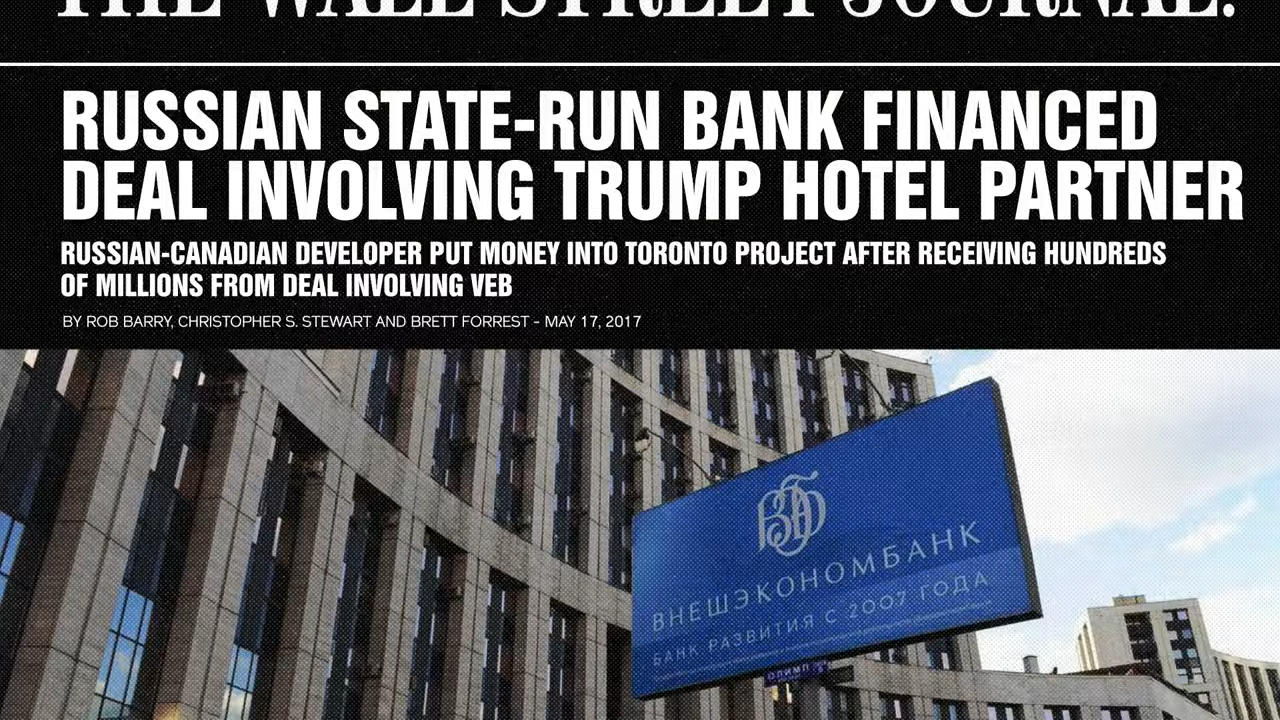 THE WALL STREET JOURNAL.
RUSSIAN STATE-RUN BANK FINANCED
DEAL INVOLVING TRUMP HOTEL PARTNER
RUSSIAN-CANADIAN DEVELOPER PUT MONEY INTO TORONTO PROJECT AFTER RECEIVING HUNDREDS
OF MILLIONS FROM DEAL INVOLVING VEB
BY ROB BARRY, CHRISTOPHER S. STEWART AND BRETT FORREST - MAY 17, 2017
ВНЕШЭКОНОМБАНК
БАНК РАЗВИТИЯ С 2007 ГОДА
ОЛИМП